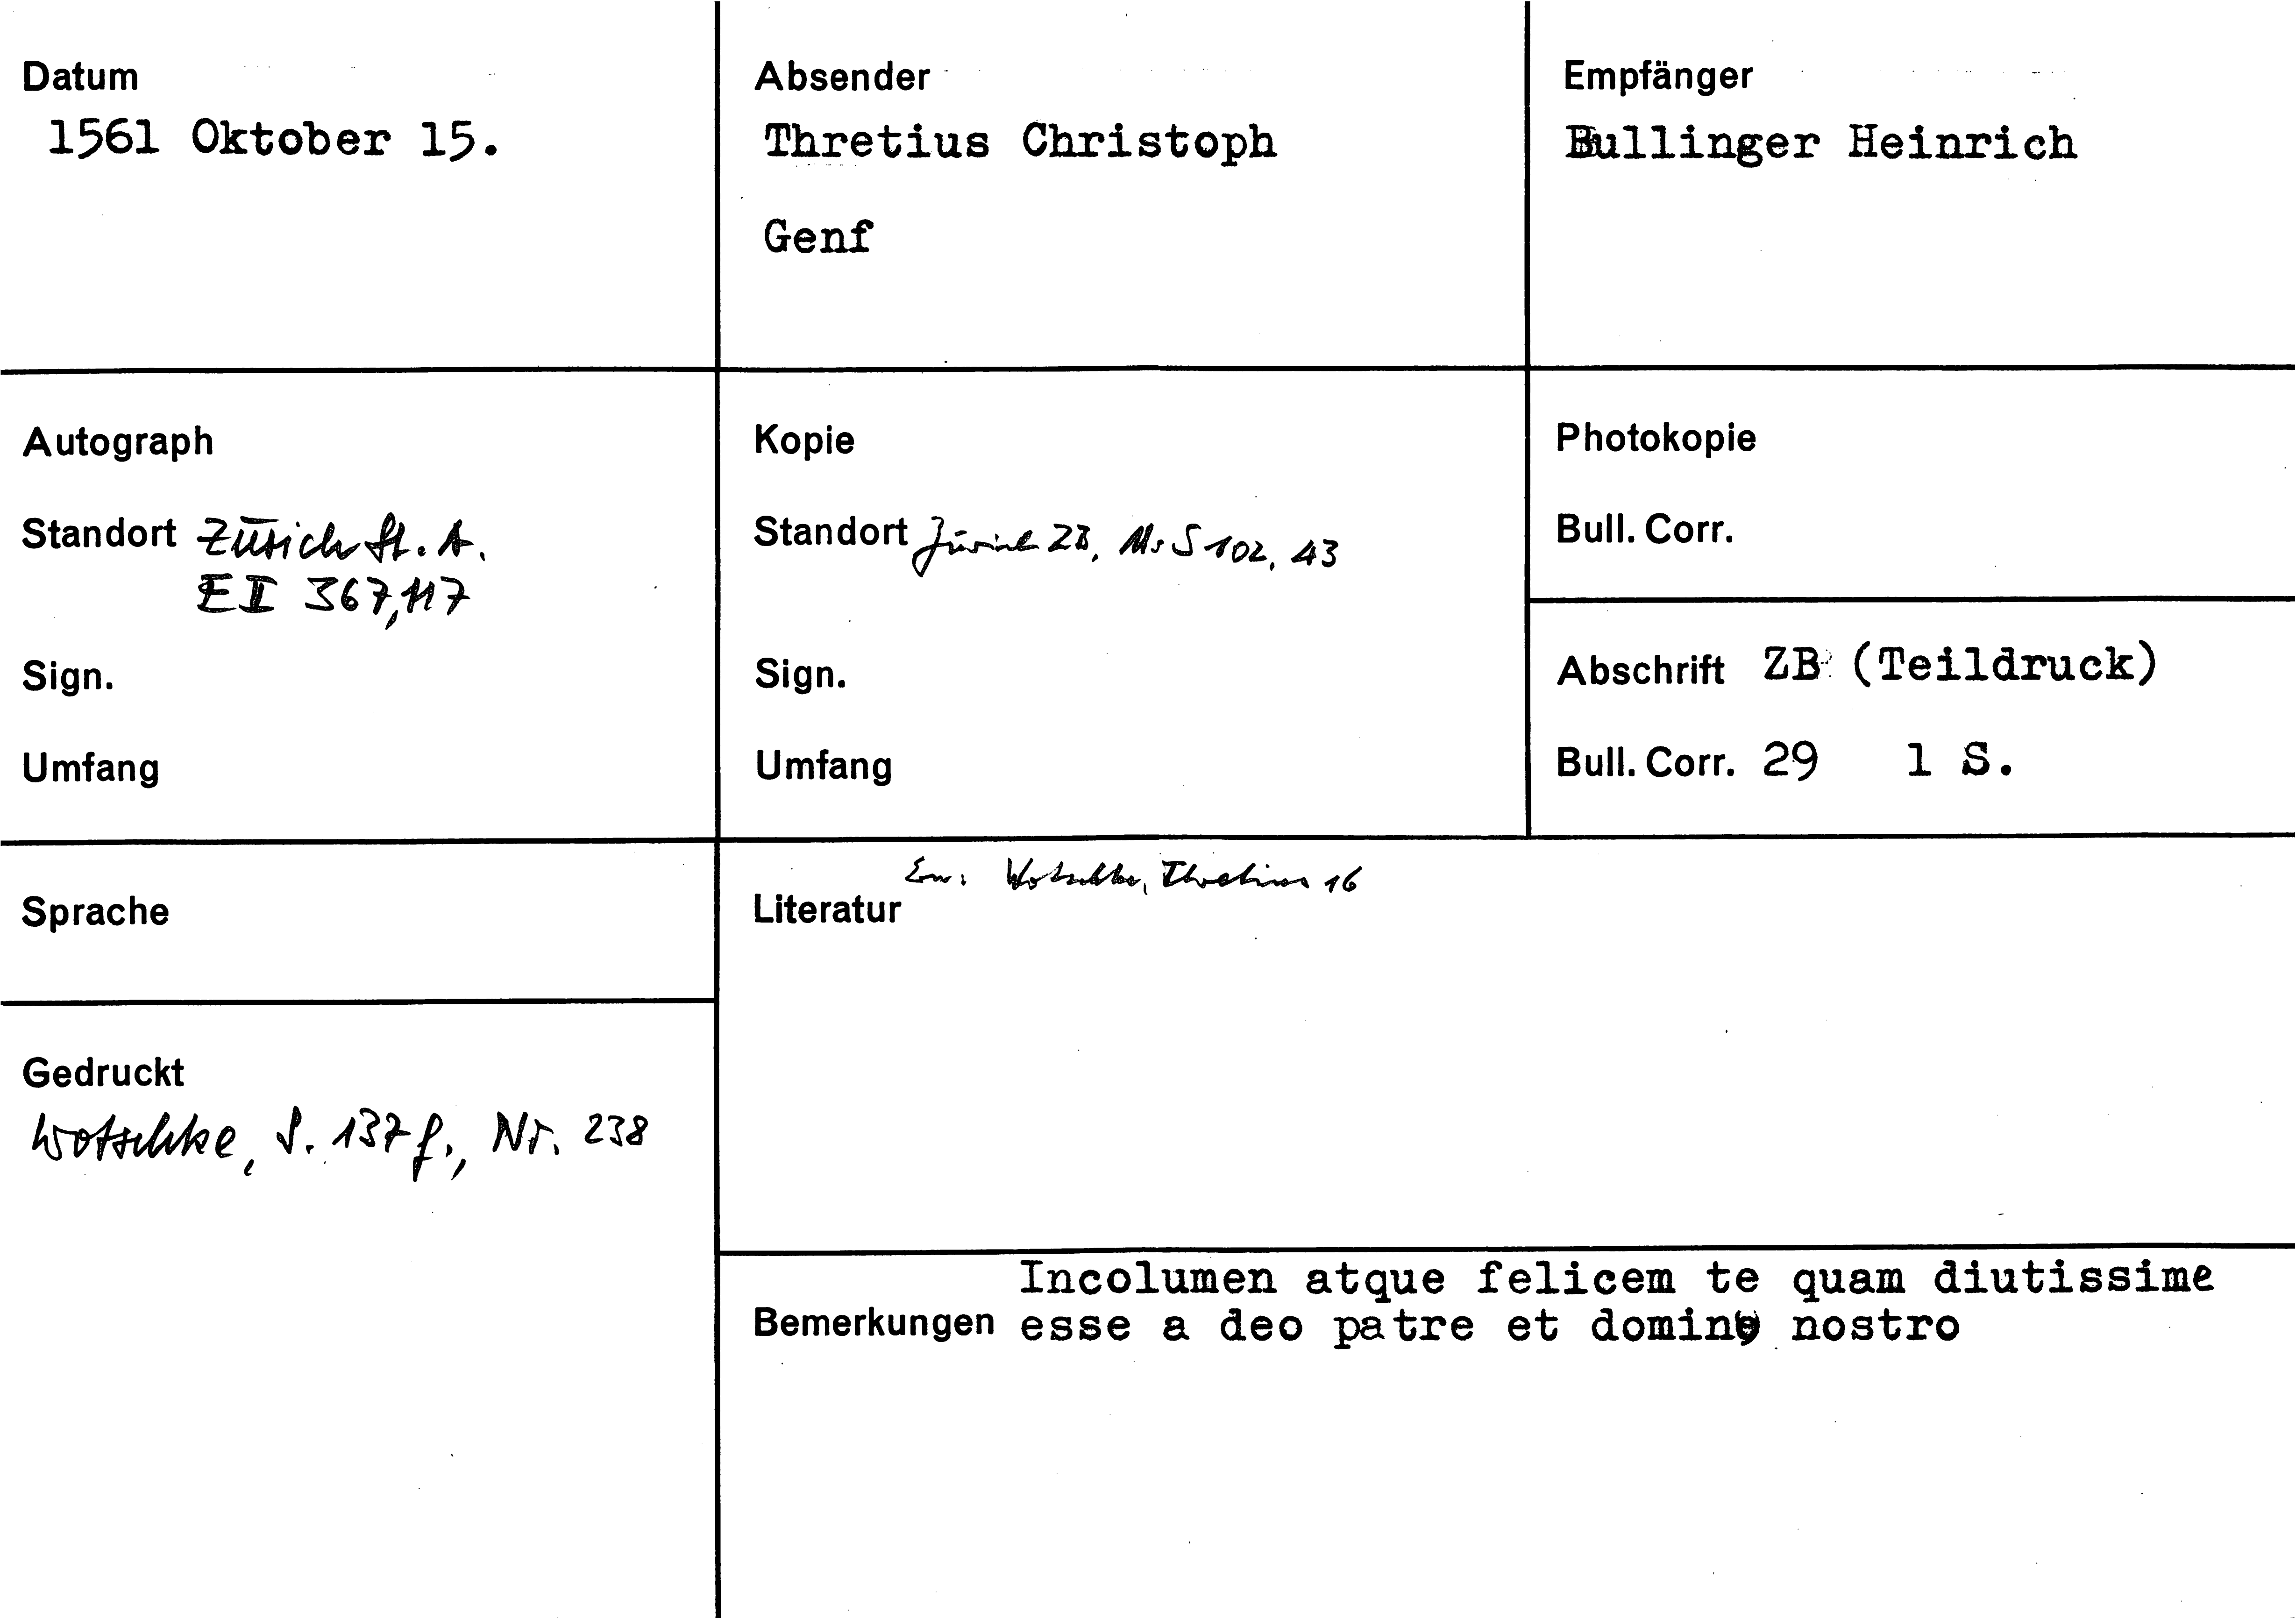 Datum
1561 Oktober 15.
Absender
Thretius Christoph
Genf
Empfänger
Bullinger Heinrich
Autograph
Standort Zürich St. A.
E II 367,117
Sign.
Umfang
Kopie
Standort Zürich ZB, Ms S 102, 43
Sign.
Umfang
Photokopie
Bull. Corr.
Abschrift ZB (Teildruck)
Bull. Corr. 29 1 S.
Sprache
Gedruckt
Wotschke, S. 137 f., Nr. 238
Wotschke, Thretius 16
Literatur
Incolumen atque felicem te quam diutissime
Bemerkungen esse a deo patre et domino nostro